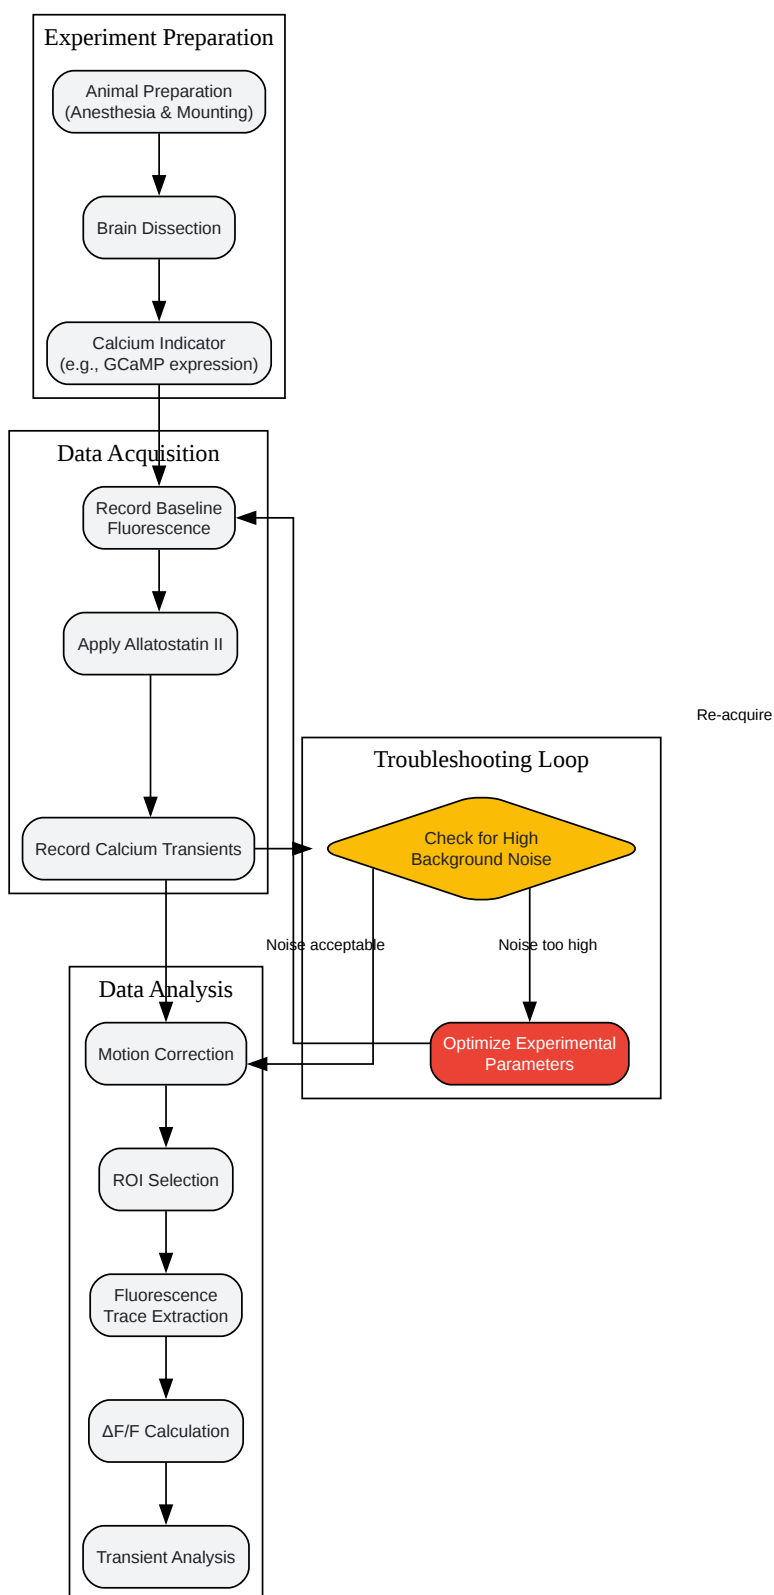 Experiment Preparation
Animal Preparation
(Anesthesia & Mounting)
Brain Dissection
Calcium Indicator
(e.g., GCaMP expression)
Data Acquisition
Record Baseline
Fluorescence
Apply Allatostatin II
Re-acquire
Troubleshooting Loop
Check for High
Background Noise
Record Calcium Transients
Noise acceptable
Noise too high
Data Analysis
Optimize Experimental
Parameters
Motion Correction
ROI Selection
Fluorescence
Trace Extraction
ΔF/F Calculation
Transient Analysis